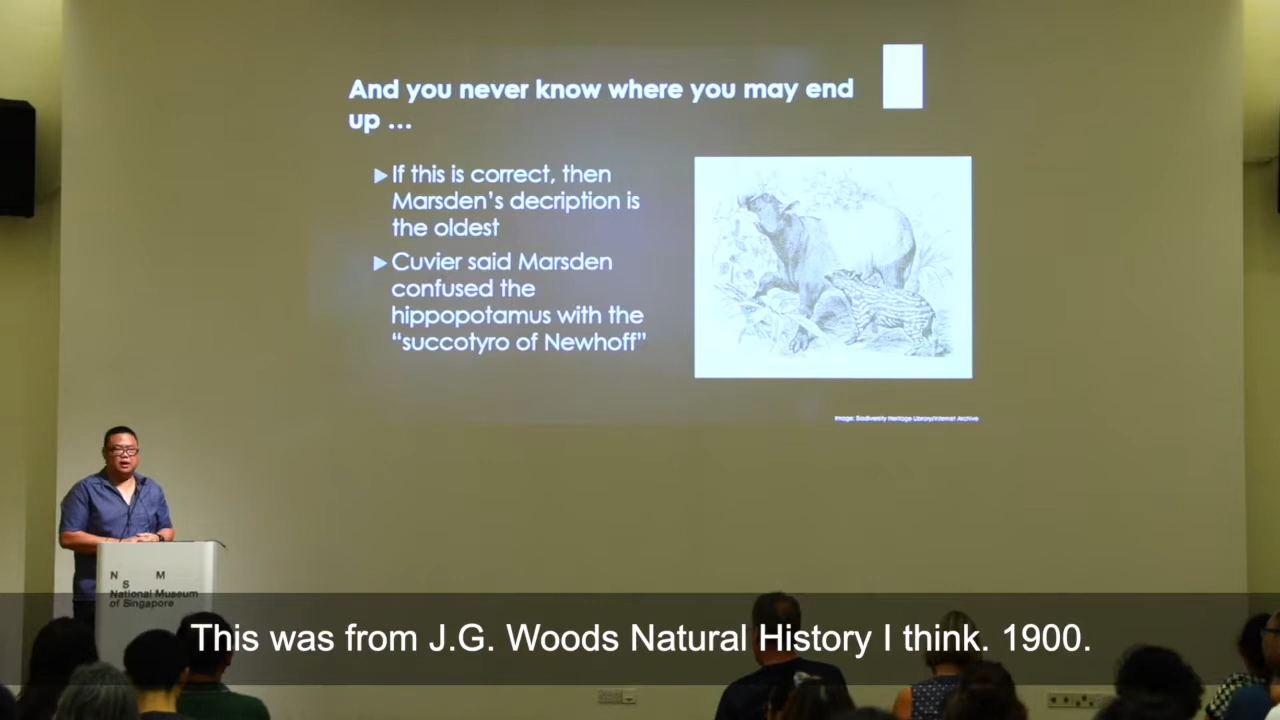 And you never know where you may end
up ...
If this is correct, then
Marsden's decription is
the oldest
Cuvier said Marsden
confused the
hippopotamus with the
“succotyro of Newhoff”
Image: Biodiversity Heritage Library/Internet Archive
N S M
National Museum
of Singapore
This was from J.G. Woods Natural History I think. 1900.